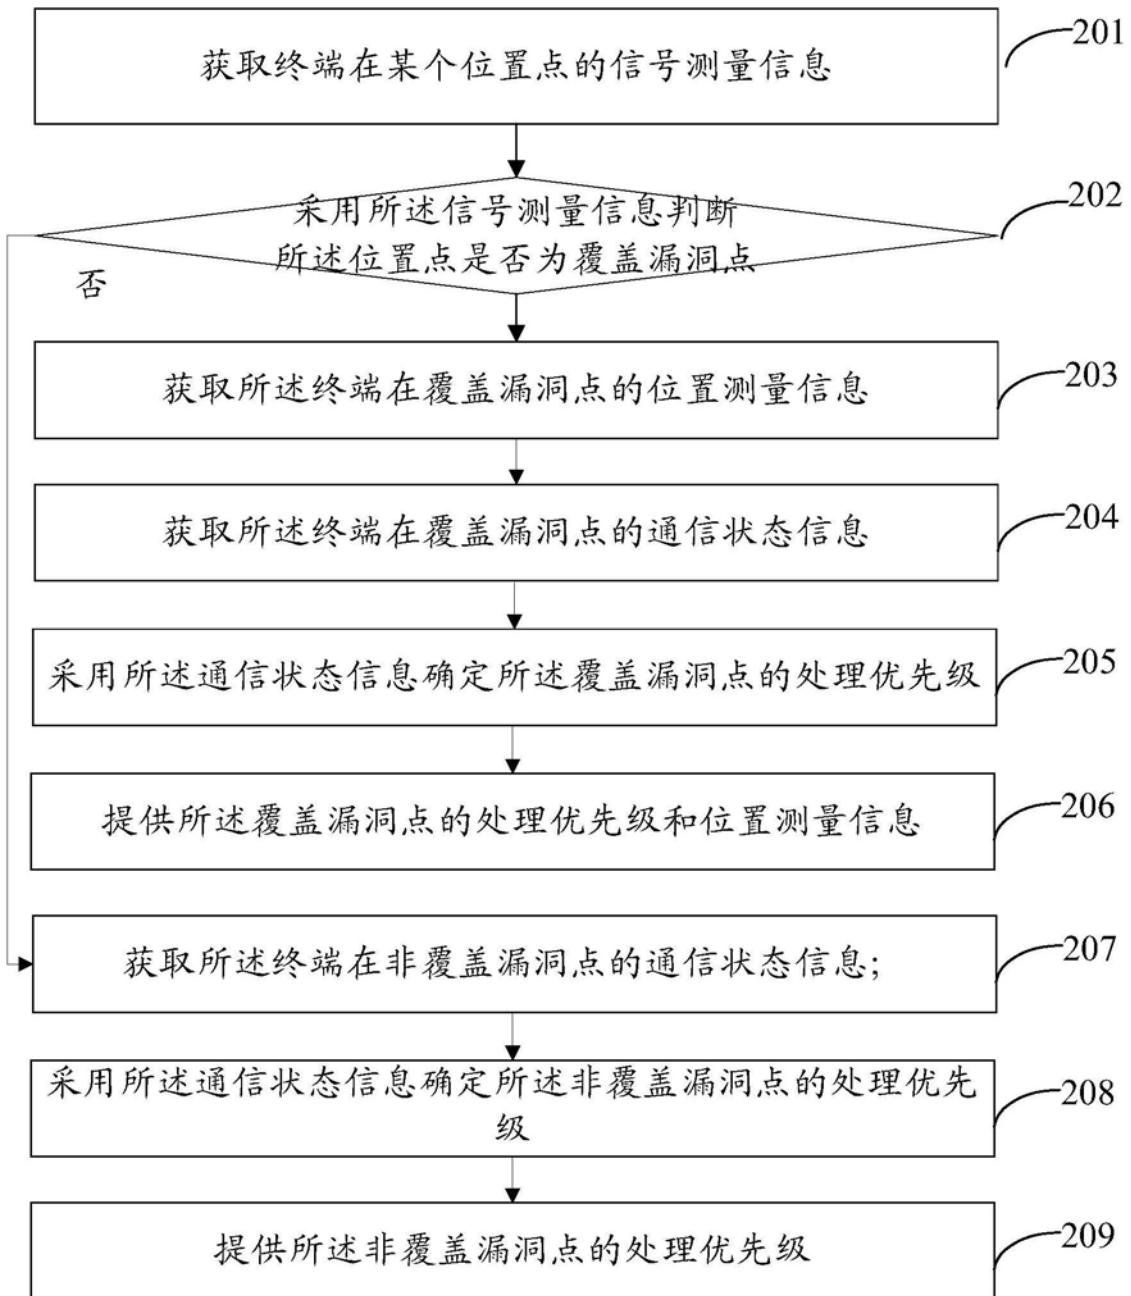 获取终端在某个位置点的信号测量信息
201
采用所述信号测量信息判断
所述位置点是否为覆盖漏洞点
202
否
获取所述终端在覆盖漏洞点的位置测量信息
203
获取所述终端在覆盖漏洞点的通信状态信息
204
采用所述通信状态信息确定所述覆盖漏洞点的处理优先级
205
提供所述覆盖漏洞点的处理优先级和位置测量信息
206
获取所述终端在非覆盖漏洞点的通信状态信息;
207
采用所述通信状态信息确定所述非覆盖漏洞点的处理优先
级
208
提供所述非覆盖漏洞点的处理优先级
209